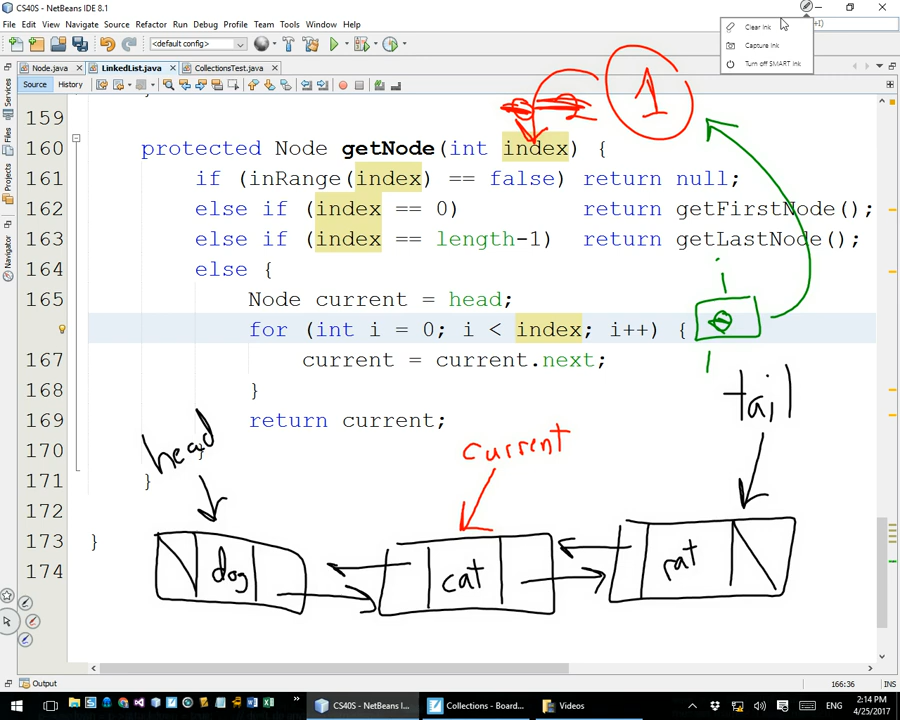 CS40S - NetBeans IDE 8.1
File Edit View Navigate Source Refactor Run Debug Profile Team Tools Window Help
+I)
Clear Ink
Capture Ink
Turn off SMART Ink
<default config>
Node.java LinkedList.java CollectionsTest.java
Source History
Services
Files
Projects
Navigator
1
159
160 protected Node getNode(int index) {
161 if (inRange(index) == false) return null;
162 else if (index == 0) return getFirstNode();
163 else if (index == length-1) return getLastNode();
164 else {
i
165 Node current = head;
for (int i = 0; i < index; i++) {
167 current = current.next;
1
168 }
tail
169 return current;
head
current
170 }
171 }
172
173 }
174
dog cat rat
Output
166:36 INS
CS40S - NetBeans I... Collections - Board... Videos
ENG
2:14 PM
4/25/2017